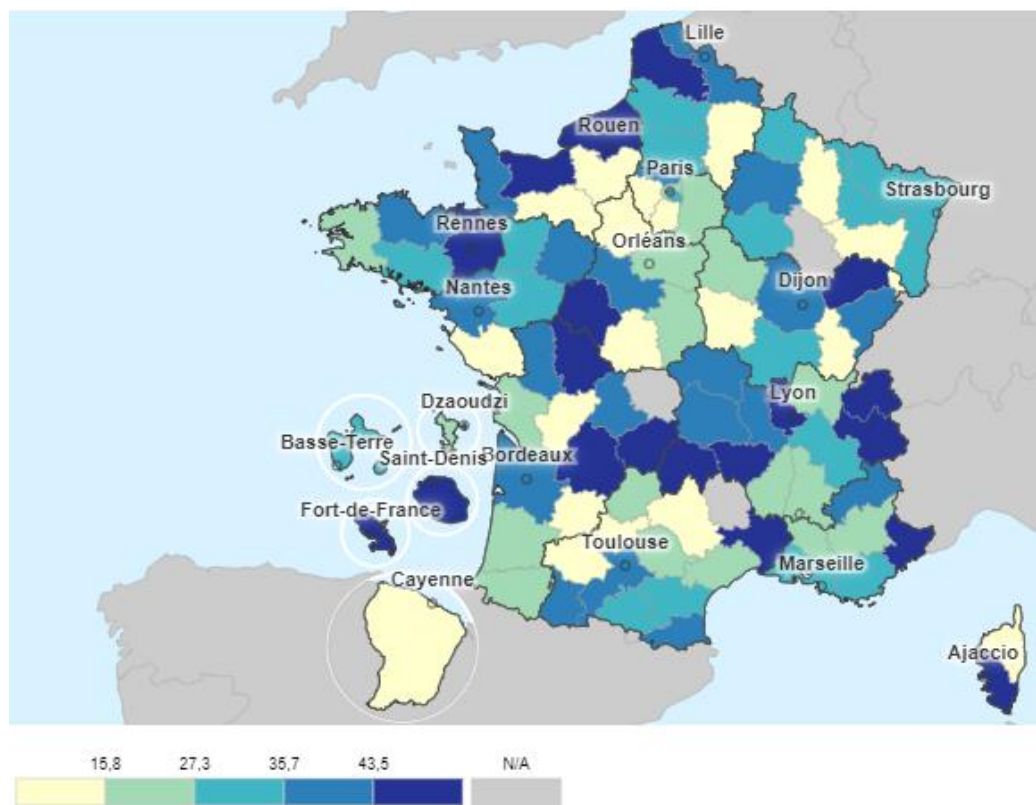 Lille
Rouen
Paris
Strasbourg
Rennes
Orléans
Nantes
Dijon
Dzaoudzi
Lyon
Basse-Terre
Saint-Denis
Bordeaux
Fort-de-France
Toulouse
Marseille
Cayenne
Ajaccio
15,8 27,3 35,7 43,5 N/A